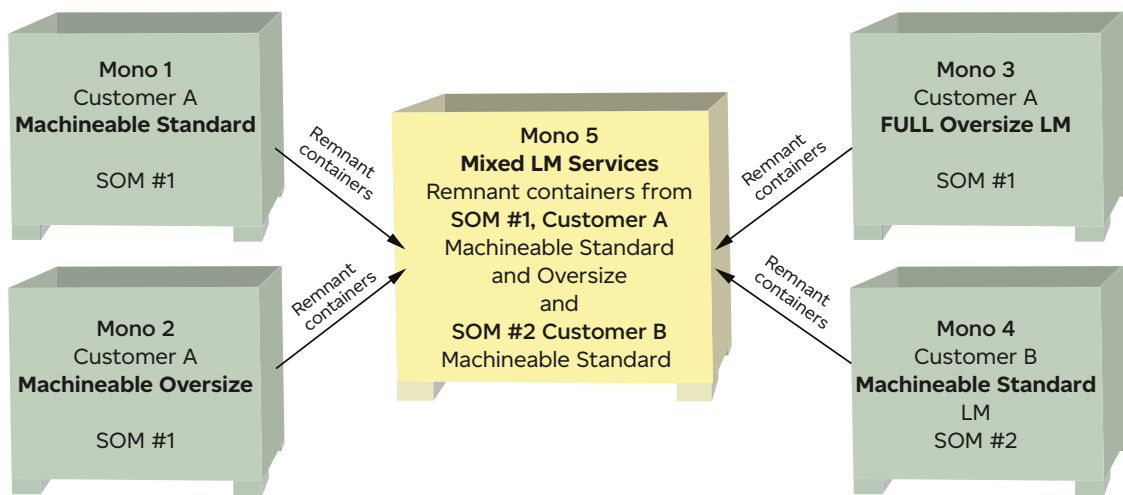 Mono 1
Customer A
Machineable Standard
SOM #1
Remnant
containers
Mono 2
Customer A
Machineable Oversize
SOM #1
Remnant
containers
Mono 5
Mixed LM Services
Remnant containers from
SOM #1, Customer A
Machineable Standard
and Oversize
and
SOM #2 Customer B
Machineable Standard
Remnant
containers
Mono 3
Customer A
FULL Oversize LM
SOM #1
Remnant
containers
Mono 4
Customer B
Machineable Standard
LM
SOM #2